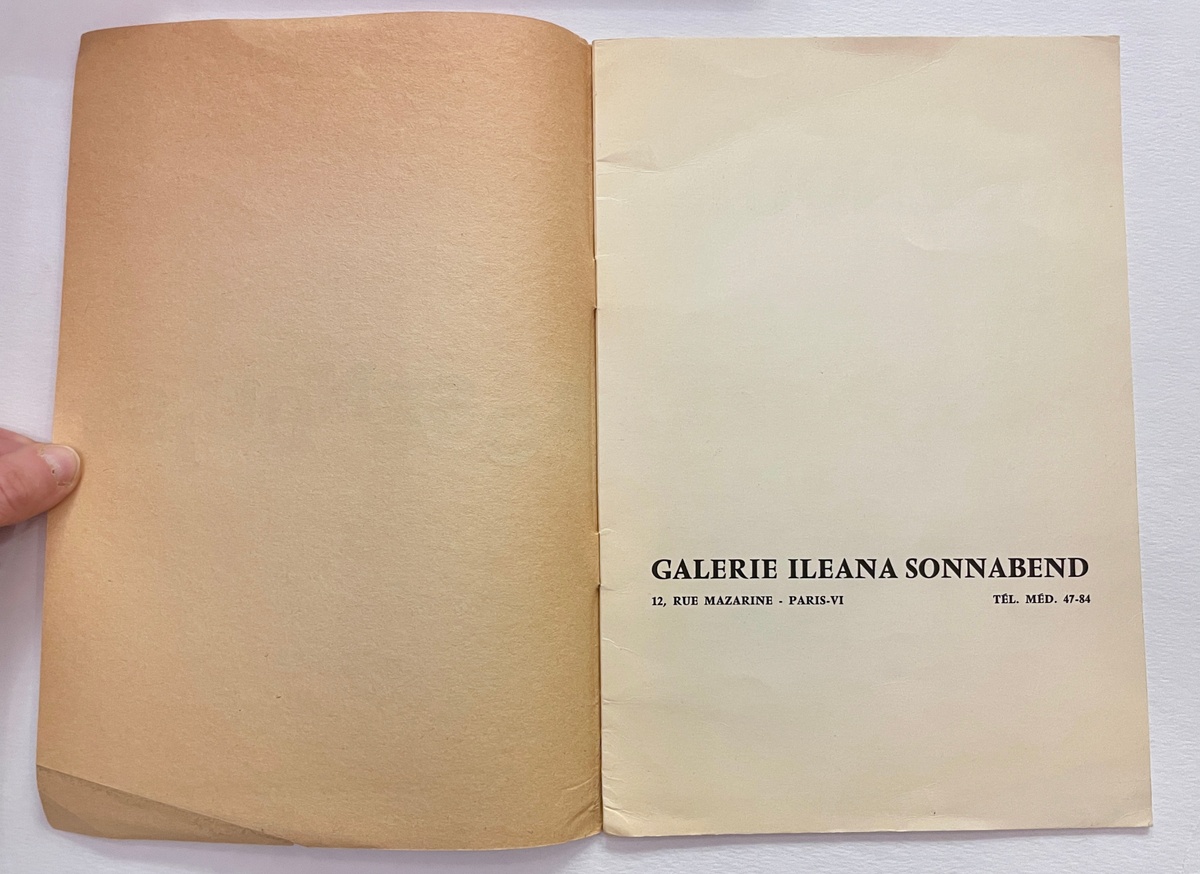 GALERIE ILEANA SONNABEND
12, RUE MAZARINE - PARIS-VI TÉL. MÉD. 47-84